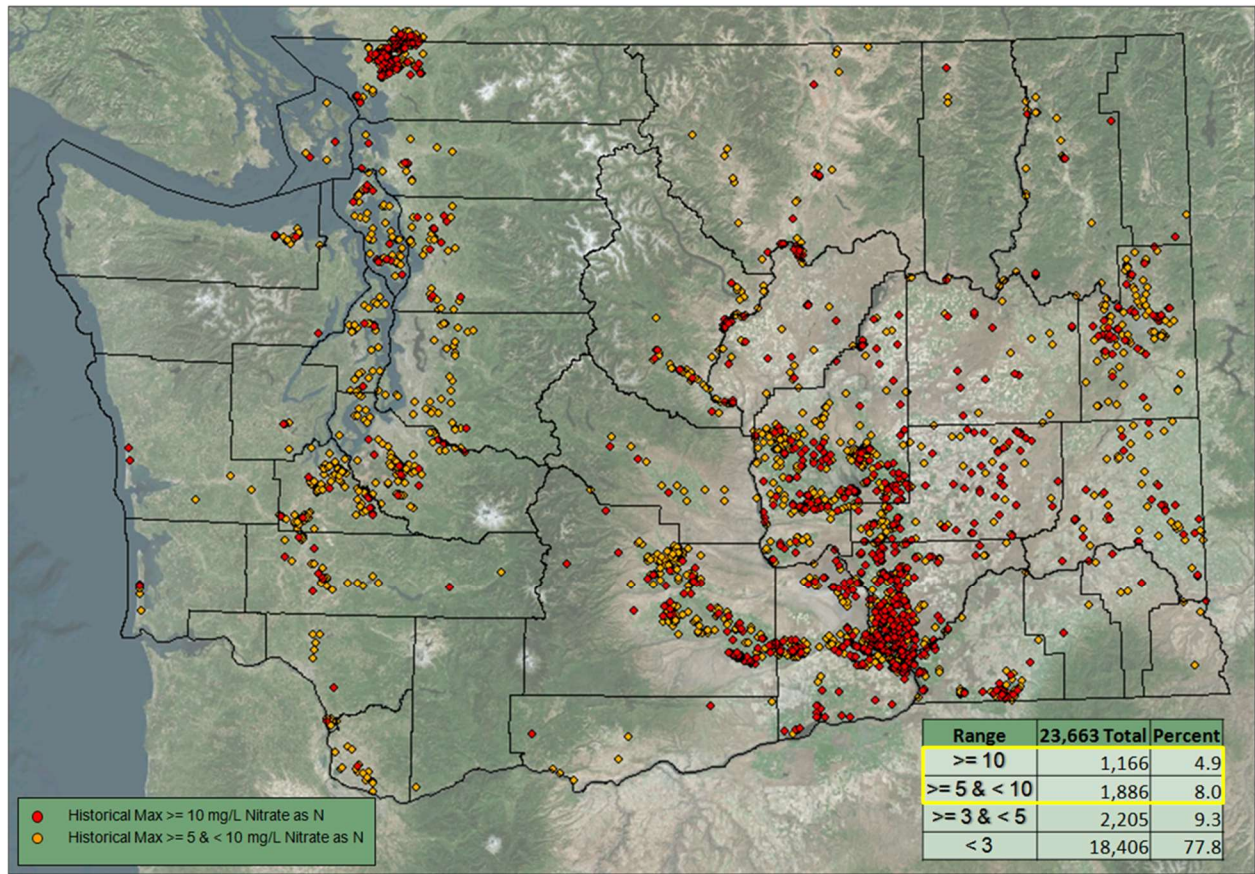 Range 23,663 Total Percent
>= 10 1,166 4.9
>= 5 & < 10 1,886 8.0
>= 3 & < 5 2,205 9.3
< 3 18,406 77.8
Historical Max >= 10 mg/L Nitrate as N
Historical Max >= 5 & < 10 mg/L Nitrate as N